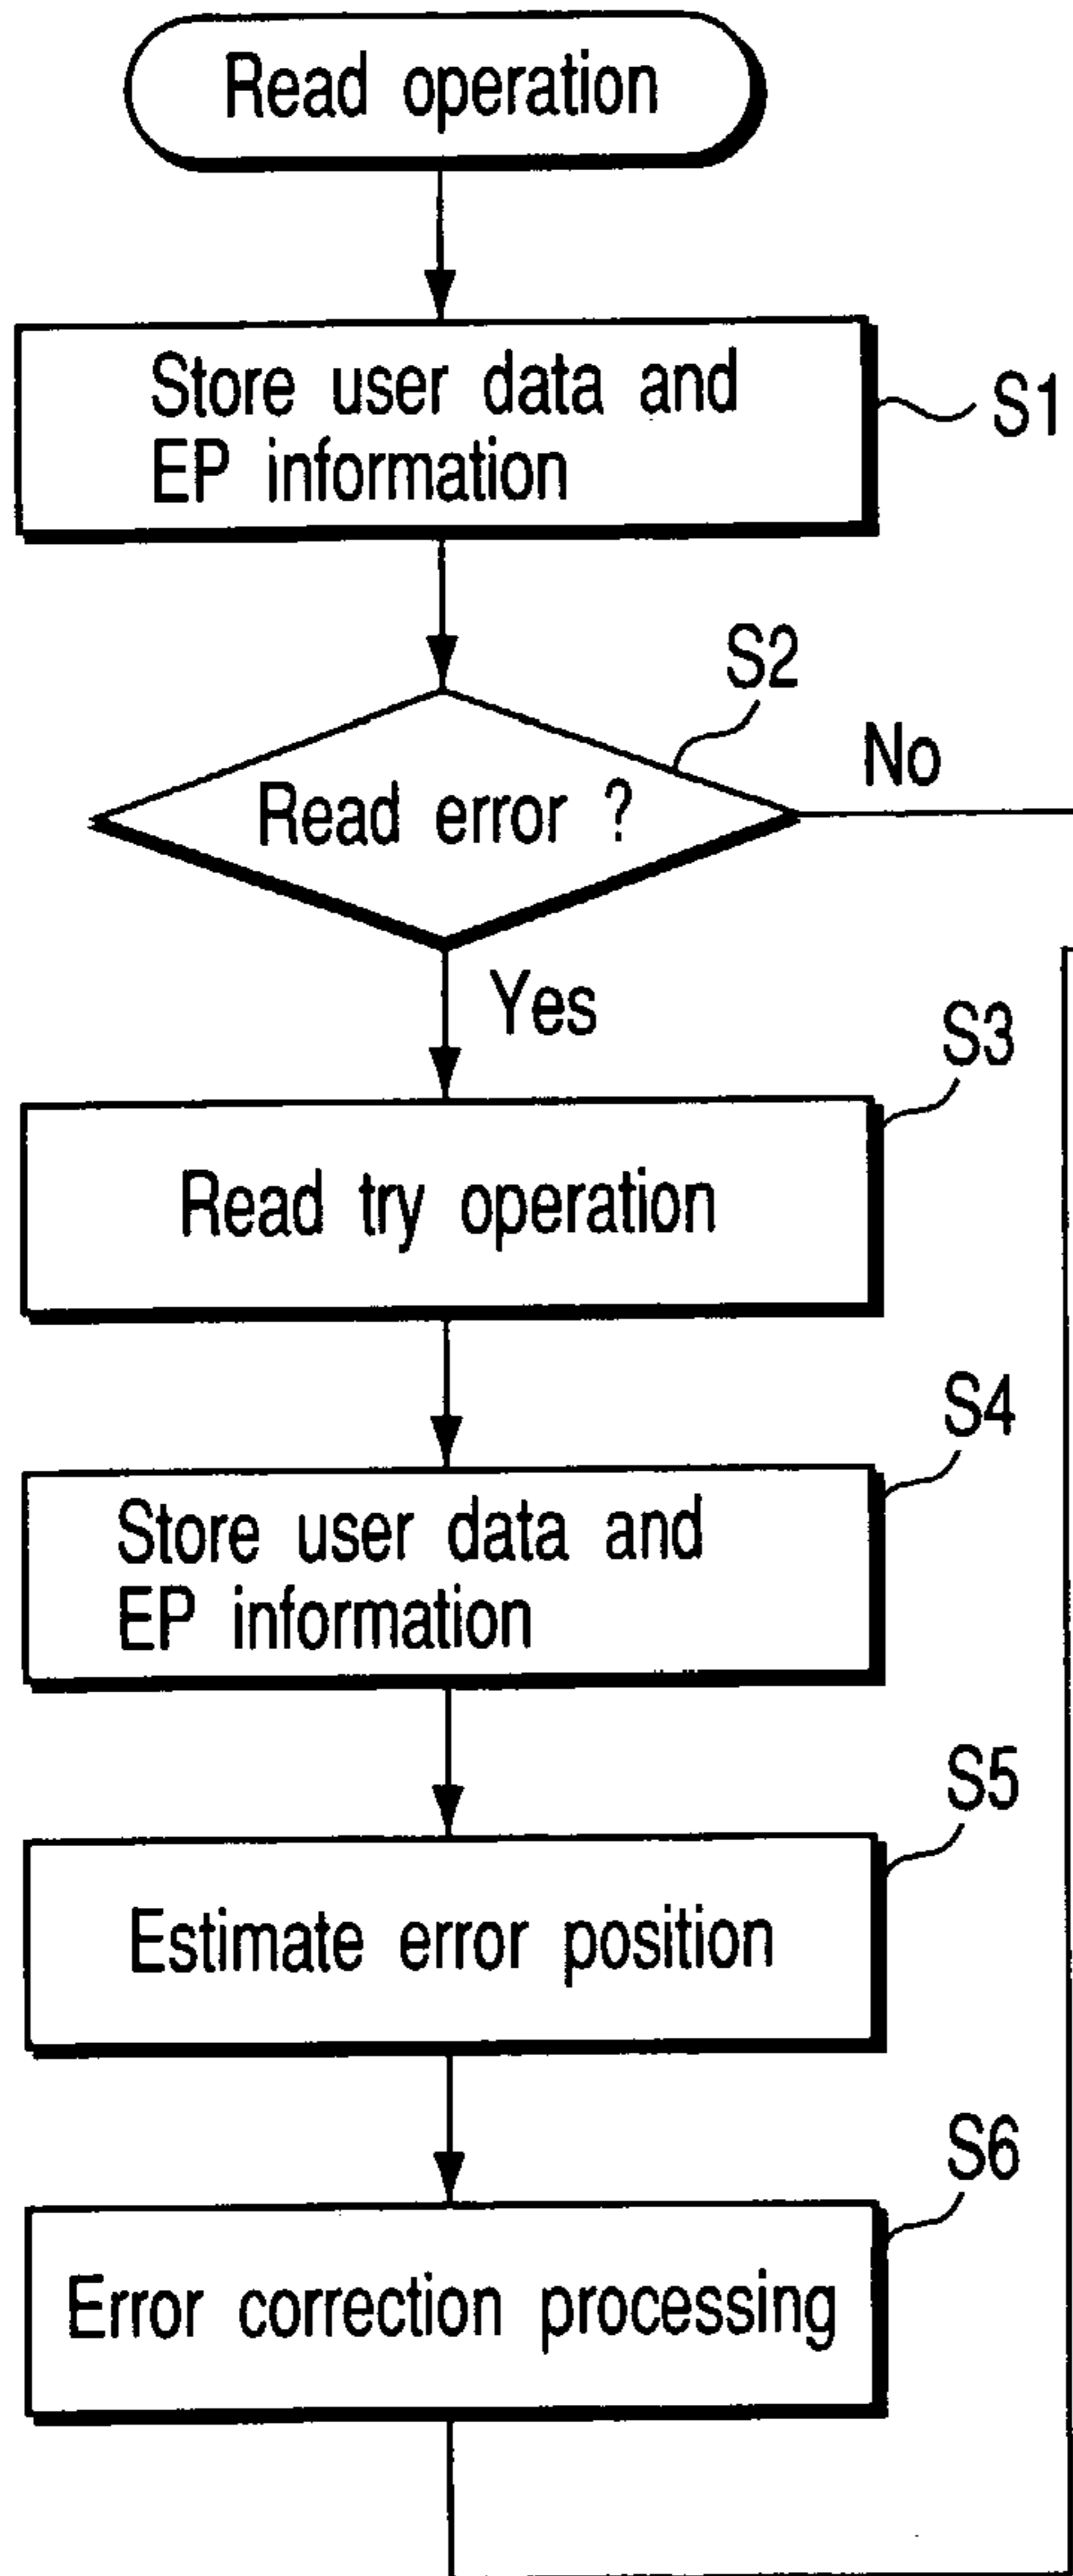 Read operation
Store user data and
EP information
S1
S2
Read error ?
No
Yes
S3
Read try operation
S4
Store user data and
EP information
S5
Estimate error position
S6
Error correction processing